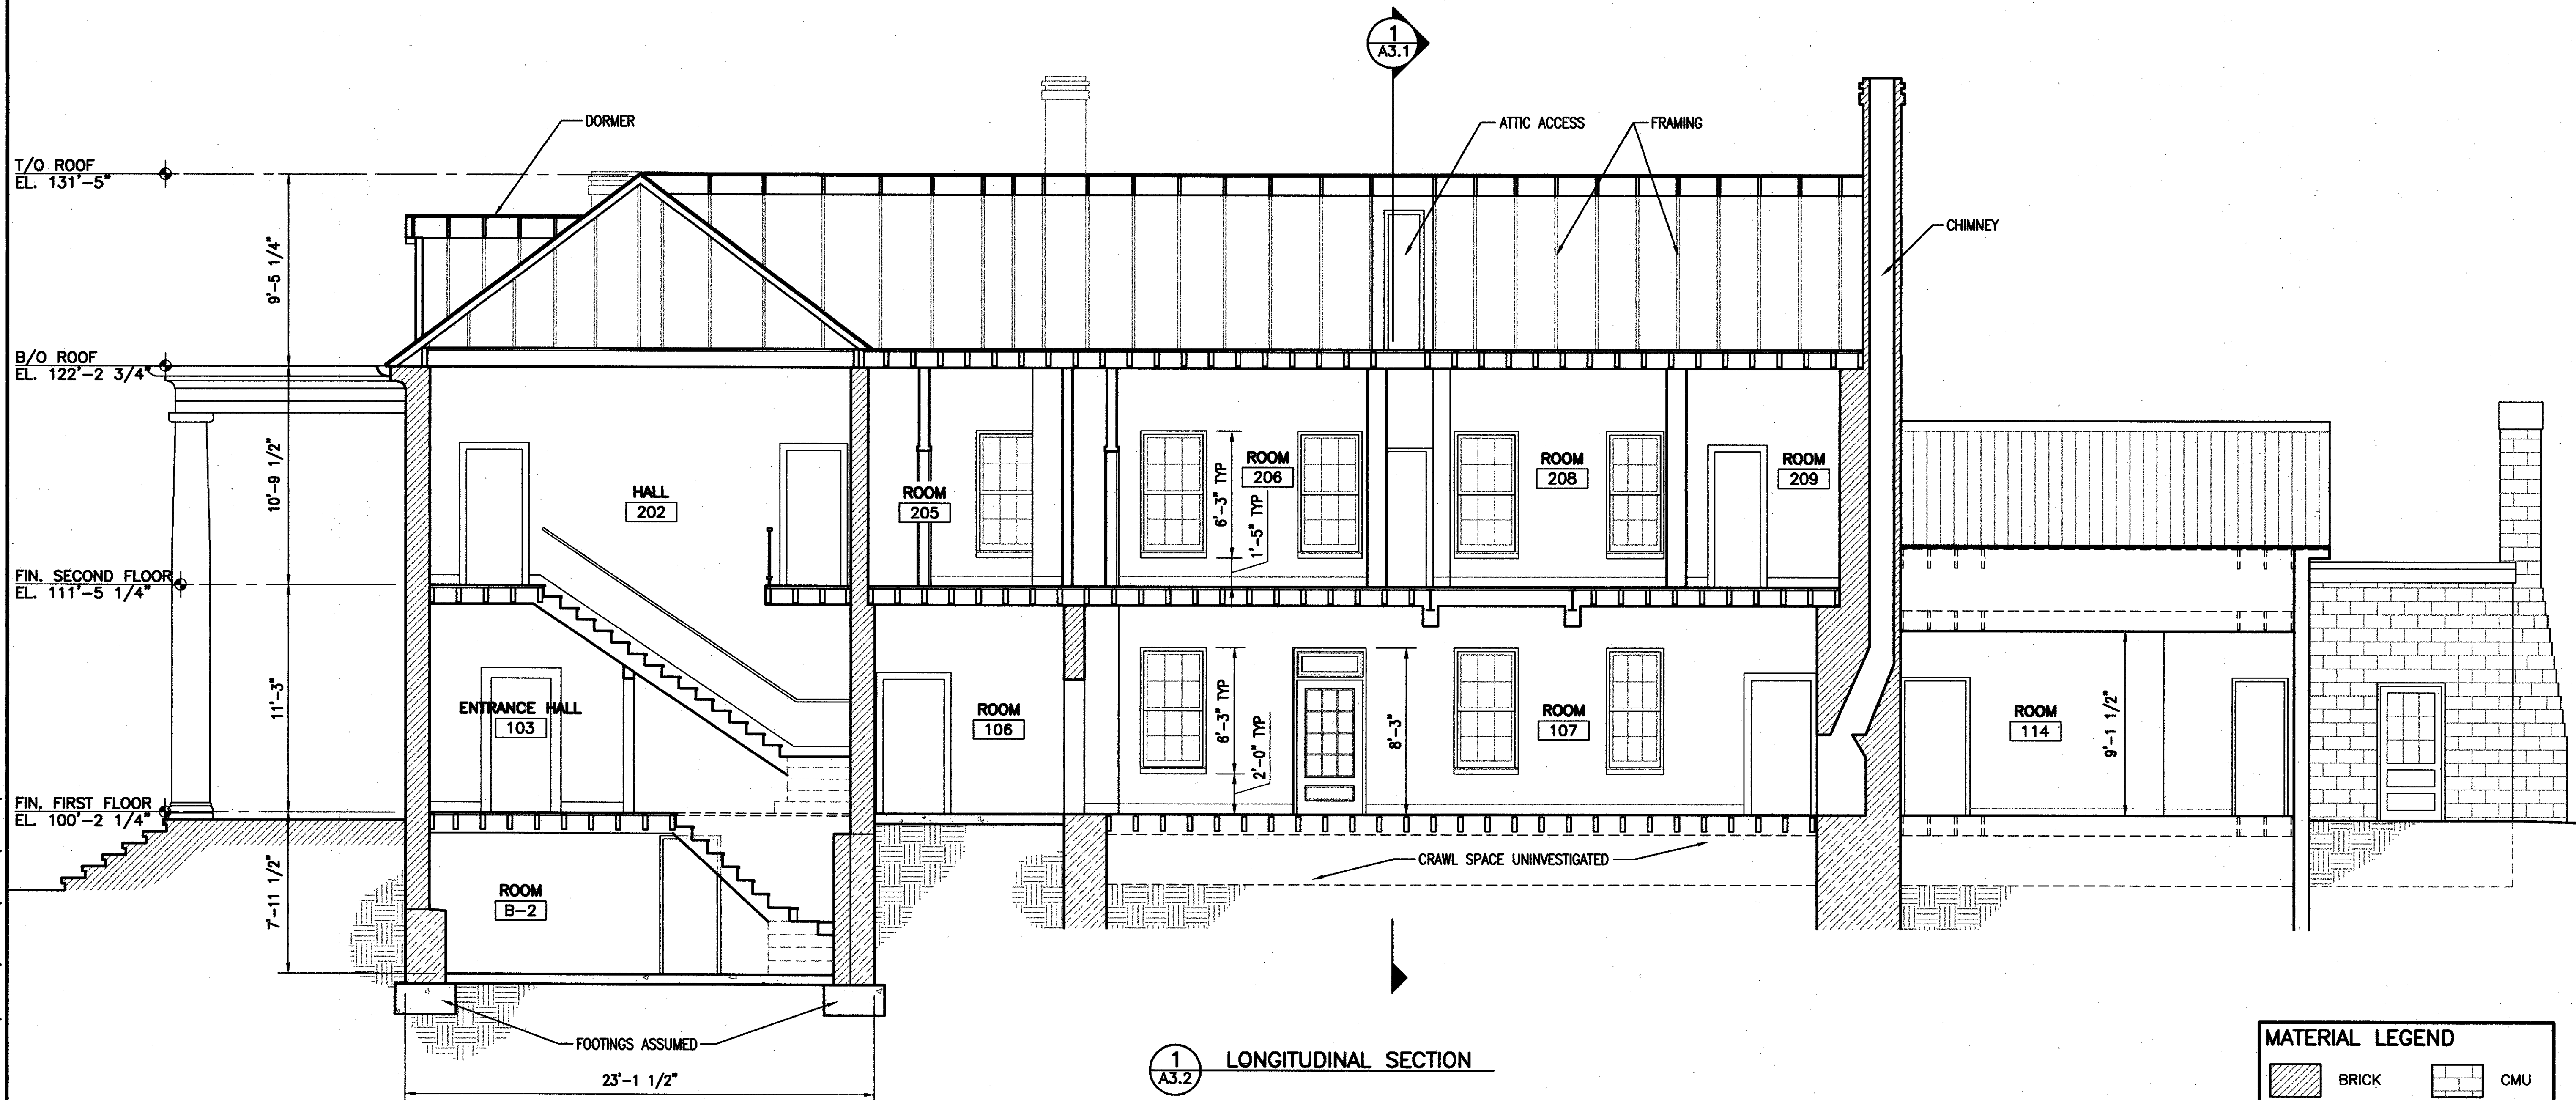 1
A3.1
DORMER
ATTIC ACCESS
FRAMING
T/O ROOF
EL. 131'-5"
CHIMNEY
9'-5 1/4"
B/O ROOF
EL. 122'-2 3/4"
10'-9 1/2"
HALL
202
ROOM
205
6'-3" TYP
1'-5" TYP
ROOM
206
ROOM
208
ROOM
209
FIN. SECOND FLOOR
EL. 111'-5 1/4"
11'-3"
ENTRANCE HALL
103
ROOM
106
6'-3" TYP
2'-0" TYP
8'-3"
ROOM
107
ROOM
114
9'-1 1/2"
FIN. FIRST FLOOR
EL. 100'-2 1/4"
7'-11 1/2"
ROOM
B-2
CRAWL SPACE UNINVESTIGATED
FOOTINGS ASSUMED
23'-1 1/2"
1
A3.2
LONGITUDINAL SECTION
MATERIAL LEGEND
BRICK
CMU